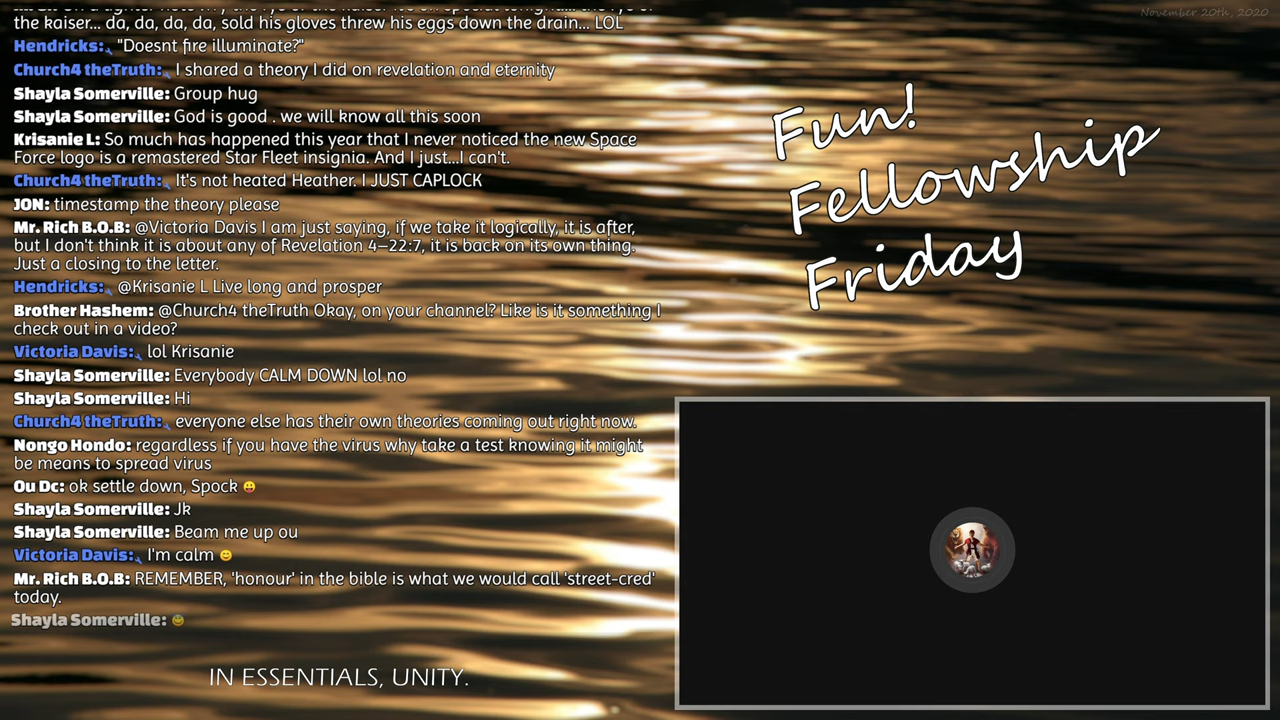 November 20th, 2020
the kaiser... da, da, da, da, sold his gloves threw his eggs down the drain... LOL
Hendricks: "Doesnt fire illuminate?"
Church4 theTruth: I shared a theory I did on revelation and eternity
Shayla Somerville: Group hug
Shayla Somerville: God is good . we will know all this soon
Krisanie L: So much has happened this year that I never noticed the new Space
Force logo is a remastered Star Fleet insignia. And I just...I can't.
Church4 theTruth: It's not heated Heather. I JUST CAPLOCK
JON: timestamp the theory please
Mr. Rich B.O.B: @Victoria Davis I am just saying, if we take it logically, it is after,
but I don't think it is about any of Revelation 4–22:7, it is back on its own thing.
Just a closing to the letter.
Hendricks: @Krisanie L Live long and prosper
Brother Hashem: @Church4 theTruth Okay, on your channel? Like is it something I
check out in a video?
Victoria Davis: lol Krisanie
Shayla Somerville: Everybody CALM DOWN lol no
Shayla Somerville: Hi
Church4 theTruth: everyone else has their own theories coming out right now.
Nongo Hondo: regardless if you have the virus why take a test knowing it might
be means to spread virus
Ou Dc: ok settle down, Spock 😛
Shayla Somerville: Jk
Shayla Somerville: Beam me up ou
Victoria Davis: I'm calm 😊
Mr. Rich B.O.B: REMEMBER, 'honour' in the bible is what we would call 'street-cred'
today.
Shayla Somerville:
IN ESSENTIALS, UNITY.
Fun!
Fellowship
Friday